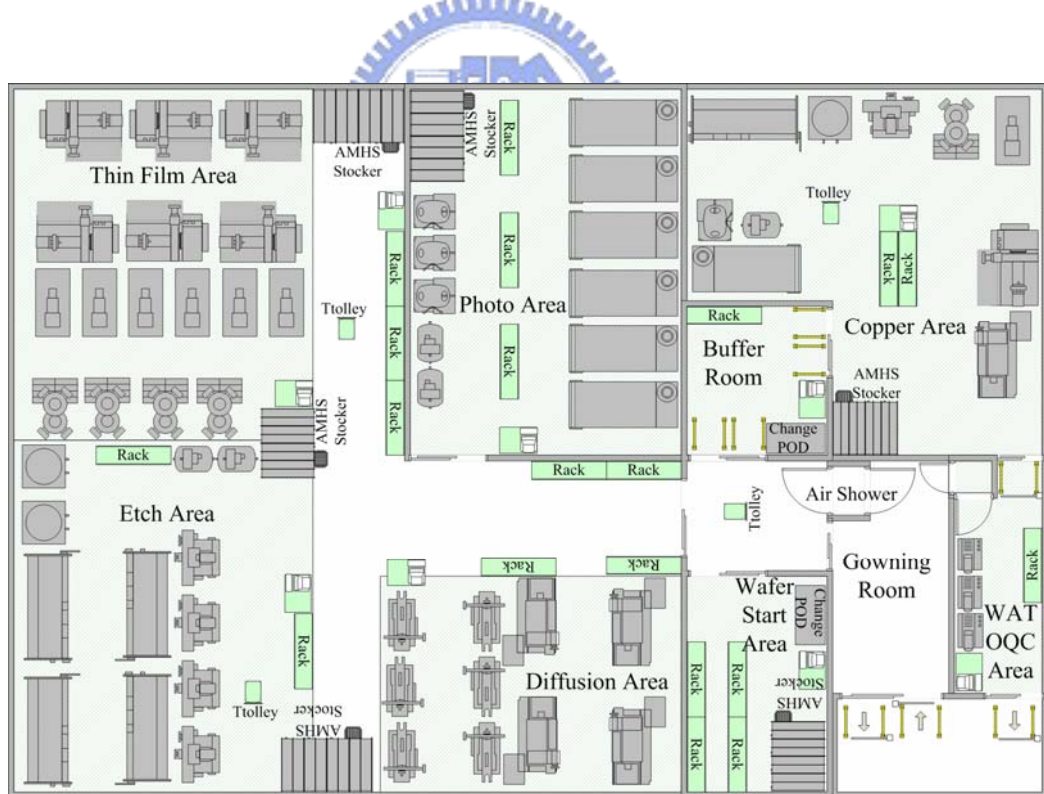 AMHS
Stocker
AMHS
Stocker
Rack
Thin Film Area
Ttolley
Rack
Rack
Rack
Rack
Rack
Photo Area
Ttolley
Rack
Rack
Copper Area
Rack
Buffer
Room
AMHS
Stocker
Change
POD
AMHS
Stocker
Rack
Etch Area
Rack
Rack
Ttolley
Air Shower
Rack
Rack
Gowning
Room
Rack
WAT
OQC
Area
Wafer
Start
Area
Change
POD
Rack
Ttolley
AMHS
Stocker
Diffusion Area
Rack
Rack
Rack
Rack
AMHS
Stocker